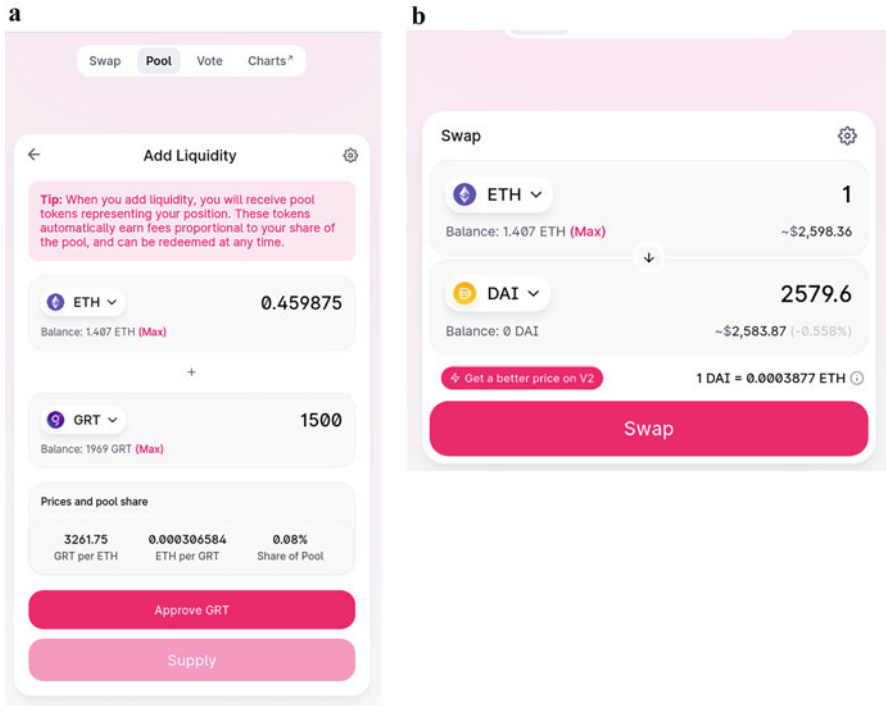 a
Swap Pool Vote Charts↗
← Add Liquidity
Tip: When you add liquidity, you will receive pool
tokens representing your position. These tokens
automatically earn fees proportional to your share of
the pool, and can be redeemed at any time.
ETH 0.459875
Balance: 1.407 ETH (Max)
+
GRT 1500
Balance: 1969 GRT (Max)
Prices and pool share
3261.75 0.000306584 0.08%
GRT per ETH ETH per GRT Share of Pool
Approve GRT
Supply
b
Swap
ETH 1
Balance: 1.407 ETH (Max) ~$2,598.36
↓
DAI 2579.6
Balance: 0 DAI ~$2,583.87 (-0.558%)
Get a better price on V2 1 DAI = 0.0003877 ETH
Swap